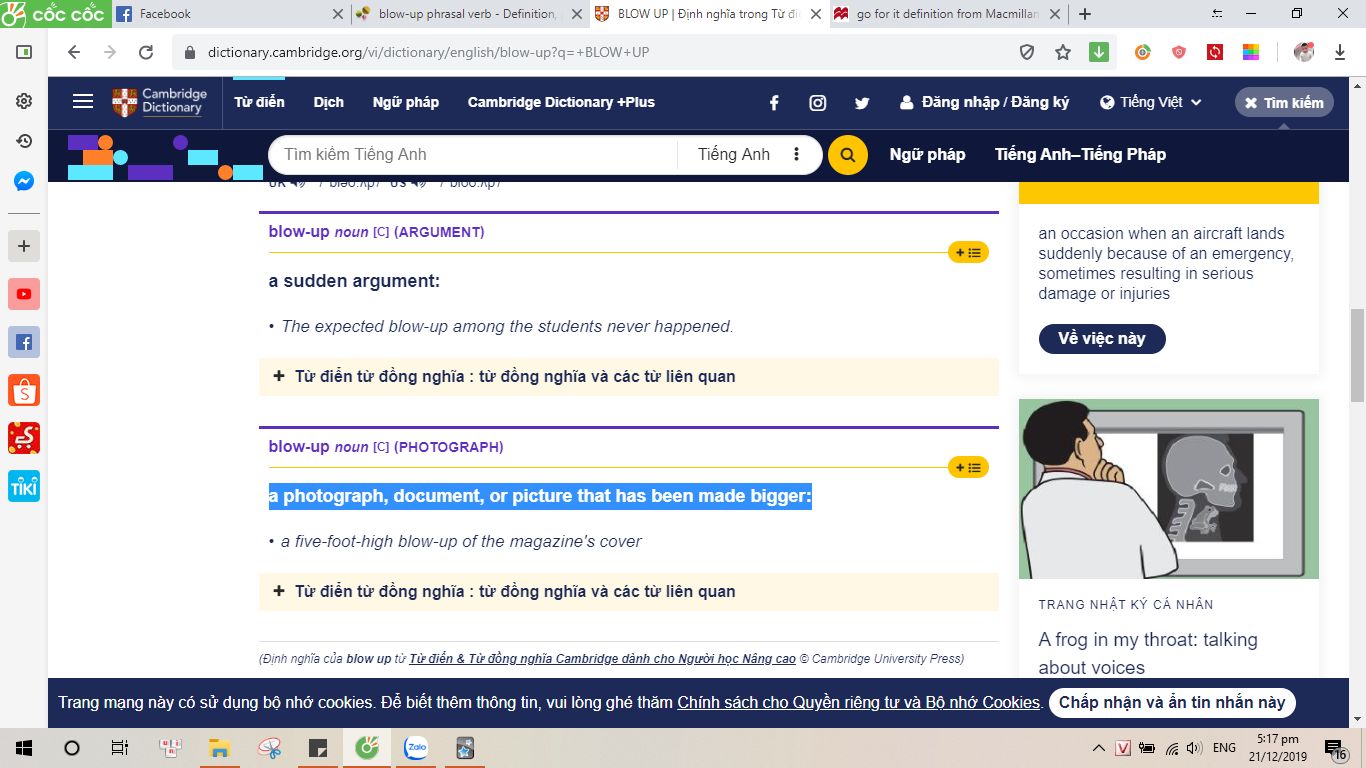 cốc cốc
Facebook
blow-up phrasal verb - Definition,
BLOW UP | Định nghĩa trong Từ điể
go for it definition from Macmillan
dictionary.cambridge.org/vi/dictionary/english/blow-up?q=+BLOW+UP
Cambridge
Dictionary
Từ điển
Dịch
Ngữ pháp
Cambridge Dictionary +Plus
Đăng nhập / Đăng ký
Tiếng Việt
Tìm kiếm
Tìm kiếm Tiếng Anh
Tiếng Anh
Ngữ pháp
Tiếng Anh–Tiếng Pháp
UK US
blow-up noun [C] (ARGUMENT)
a sudden argument:
• The expected blow-up among the students never happened.
+ Từ điển từ đồng nghĩa : từ đồng nghĩa và các từ liên quan
blow-up noun [C] (PHOTOGRAPH)
a photograph, document, or picture that has been made bigger:
• a five-foot-high blow-up of the magazine's cover
+ Từ điển từ đồng nghĩa : từ đồng nghĩa và các từ liên quan
(Định nghĩa của blow up từ Từ điển & Từ đồng nghĩa Cambridge dành cho Người học Nâng cao © Cambridge University Press)
an occasion when an aircraft lands
suddenly because of an emergency,
sometimes resulting in serious
damage or injuries
Về việc này
TRANG NHẬT KÝ CÁ NHÂN
A frog in my throat: talking
about voices
Trang mạng này có sử dụng bộ nhớ cookies. Để biết thêm thông tin, vui lòng ghé thăm Chính sách cho Quyền riêng tư và Bộ nhớ Cookies.
Chấp nhận và ẩn tin nhắn này
TIKI
Zalo
V
ENG
5:17 pm
21/12/2019
16